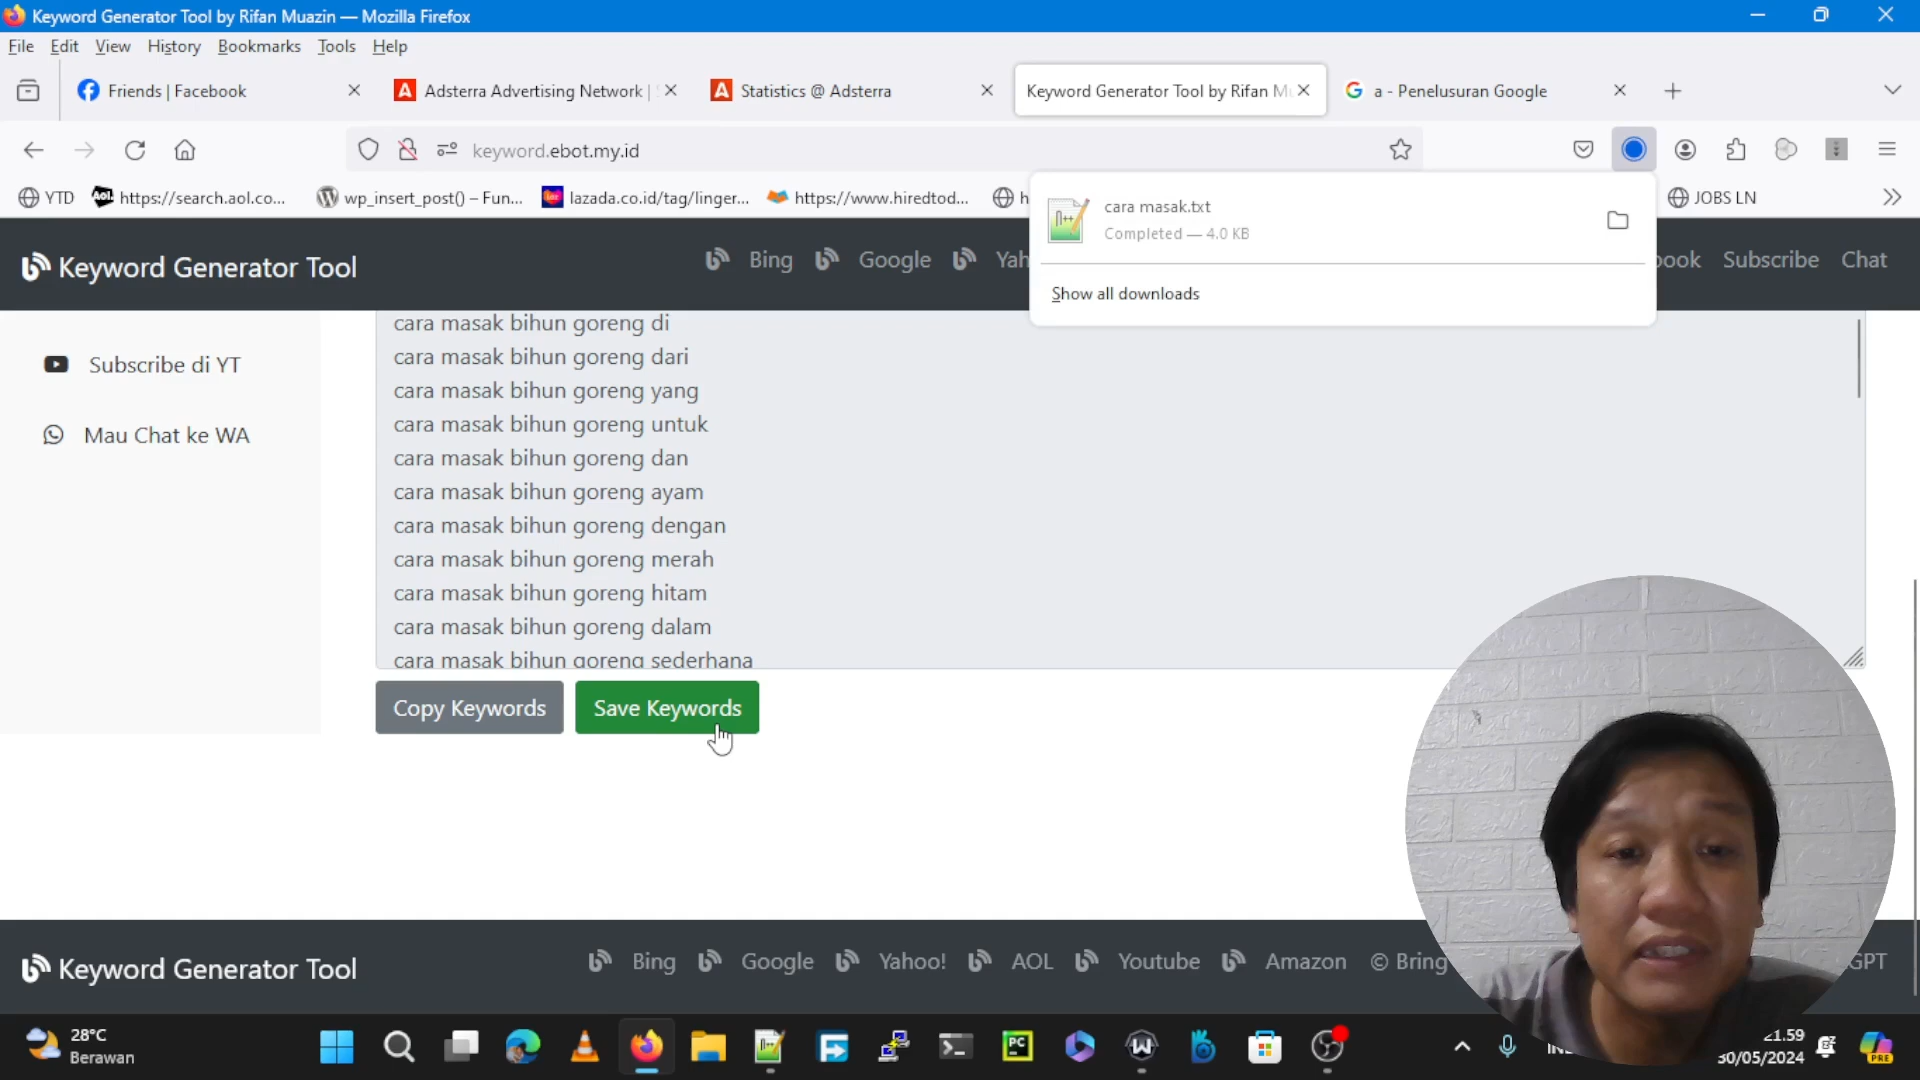 Keyword Generator Tool by Rifan Muazin — Mozilla Firefox
File Edit View History Bookmarks Tools Help
Friends | Facebook
Adsterra Advertising Network |
Statistics @ Adsterra
Keyword Generator Tool by Rifan
a - Penelusuran Google
keyword.ebot.my.id
YTD
https://search.aol.co...
wp_insert_post() – Fun...
lazada.co.id/tag/linger...
https://www.hiredtod...
JOBS LN
cara masak.txt
Completed — 4.0 KB
Show all downloads
Keyword Generator Tool
Bing Google Subscribe Chat
Subscribe di YT
Mau Chat ke WA
cara masak bihun goreng di
cara masak bihun goreng dari
cara masak bihun goreng yang
cara masak bihun goreng untuk
cara masak bihun goreng dan
cara masak bihun goreng ayam
cara masak bihun goreng dengan
cara masak bihun goreng merah
cara masak bihun goreng hitam
cara masak bihun goreng dalam
cara masak bihun goreng sederhana
Copy Keywords
Save Keywords
Keyword Generator Tool
Bing Google Yahoo! AOL Youtube Amazon © Bring GPT
28°C
Berawan
21.59
30/05/2024